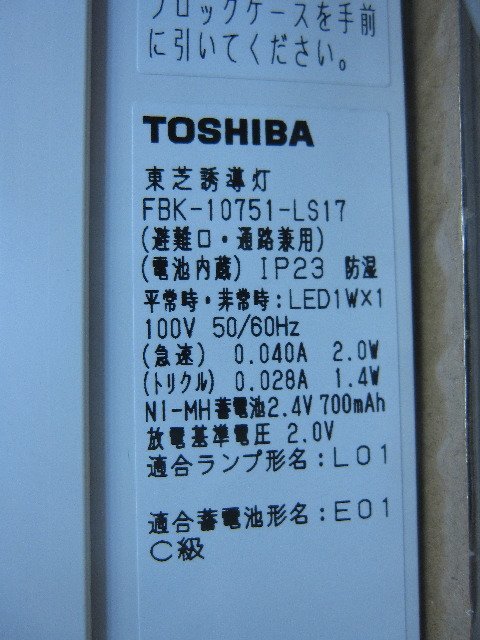 ブロックケースを手前
に引いてください。
TOSHIBA
東芝誘導灯
FBK-10751-LS17
(避難口・通路兼用)
(電池内蔵) IP23 防湿
平常時・非常時:LED1W×1
100V 50/60Hz
(急速) 0.040A 2.0W
(トリクル) 0.028A 1.4W
NI-MH蓄電池2.4V 700mAh
放電基準電圧 2.0V
適合ランプ形名:L01
適合蓄電池形名:E01
C級